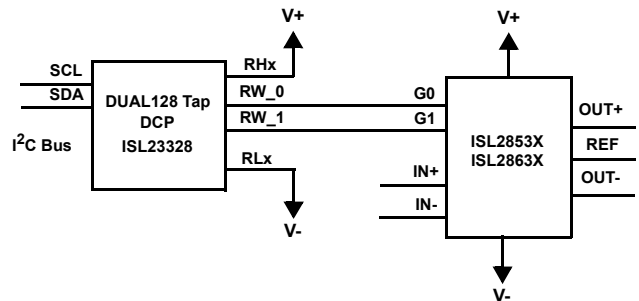 V+
V+
SCL
SDA
I²C Bus
DUAL128 Tap
DCP
ISL23328
RHx
RW_0
RW_1
RLx
V-
G0
G1
IN+
IN-
ISL2853X
ISL2863X
OUT+
REF
OUT-
V-